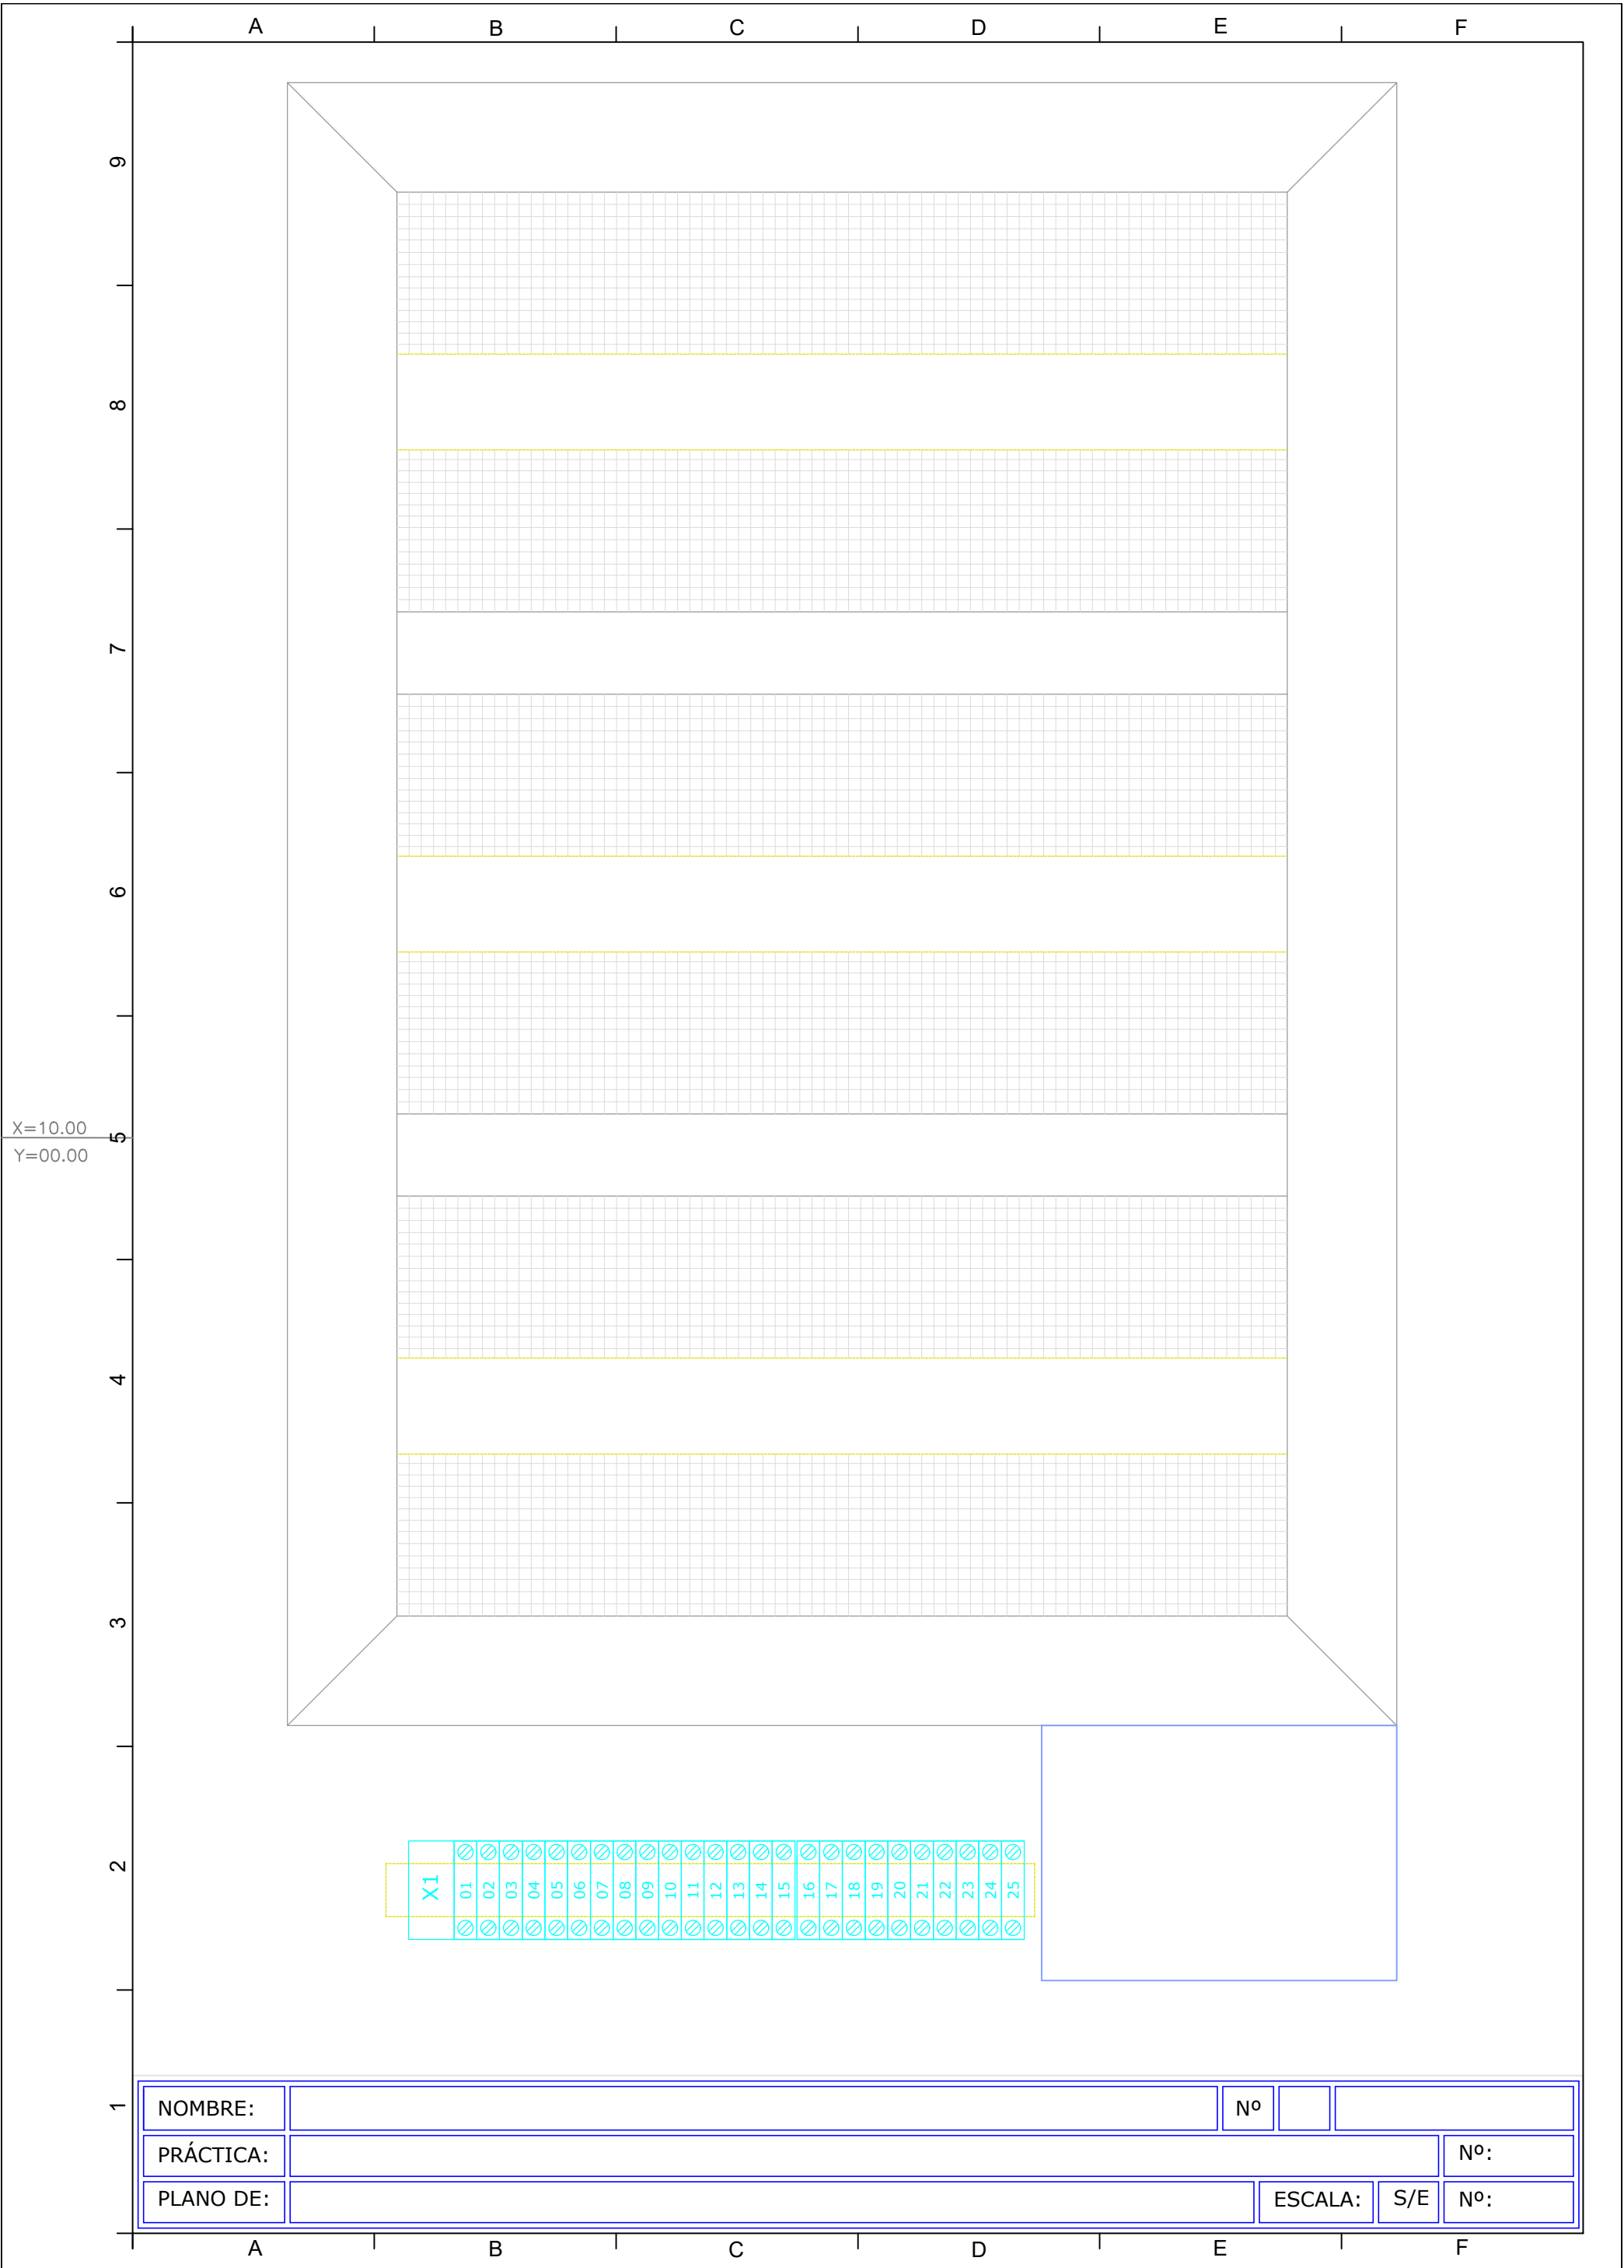 A B C D E F
9
8
7
6
X=10.00
5
Y=00.00
4
3
2
X1 01 02 03 04 05 06 07 08 09 10 11 12 13 14 15 16 17 18 19 20 21 22 23 24 25
1
NOMBRE: Nº
PRÁCTICA: Nº:
PLANO DE: ESCALA: S/E Nº:
A B C D E F